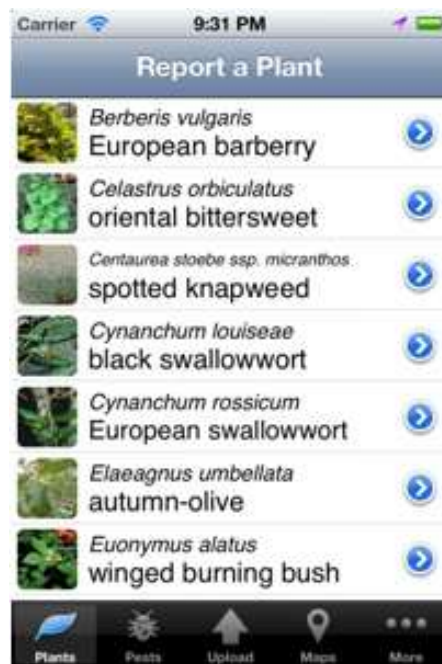 Carrier 9:31 PM
Report a Plant
Berberis vulgaris
European barberry
Celastrus orbiculatus
oriental bittersweet
Centaurea stoebe ssp. micranthos
spotted knapweed
Cynanchum louiseae
black swallowwort
Cynanchum rossicum
European swallowwort
Elaeagnus umbellata
autumn-olive
Euonymus alatus
winged burning bush
Plants Pests Upload Maps More